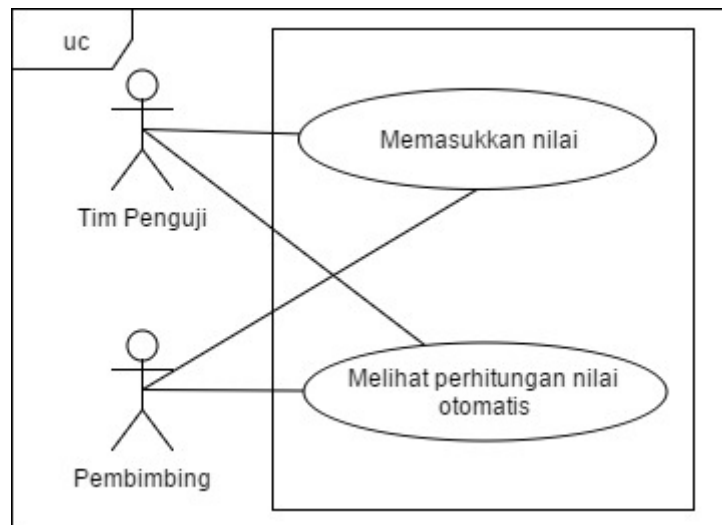 uc
Memasukkan nilai
Tim Penguji
Melihat perhitungan nilai
otomatis
Pembimbing